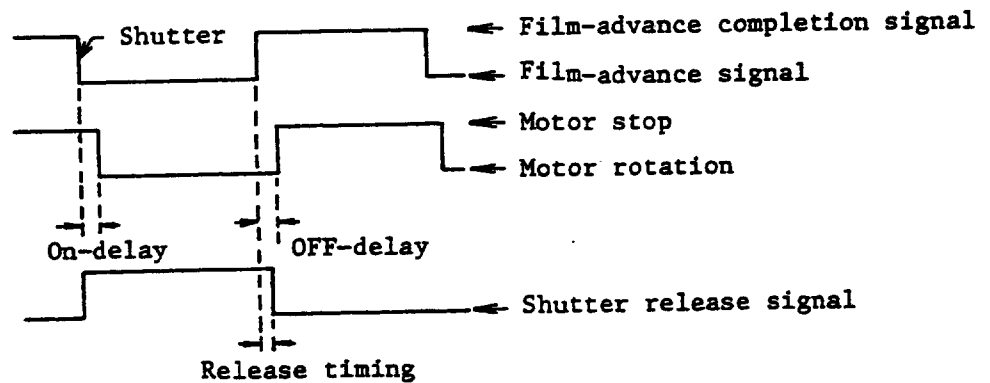 Shutter
Film-advance completion signal
Film-advance signal
Motor stop
Motor rotation
On-delay
OFF-delay
Shutter release signal
Release timing